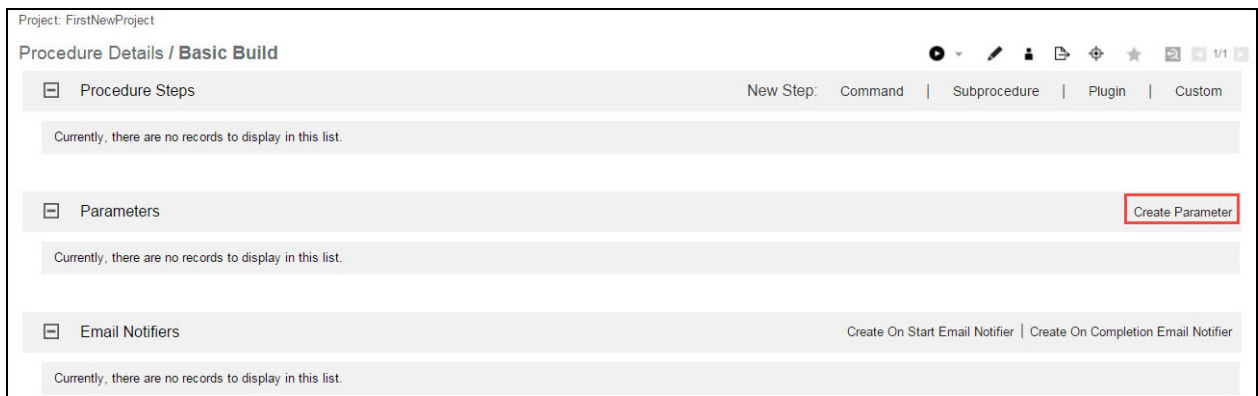 Project: FirstNewProject
Procedure Details / Basic Build 1/1
Procedure Steps New Step: Command | Subprocedure | Plugin | Custom
Currently, there are no records to display in this list.
Parameters Create Parameter
Currently, there are no records to display in this list.
Email Notifiers Create On Start Email Notifier | Create On Completion Email Notifier
Currently, there are no records to display in this list.